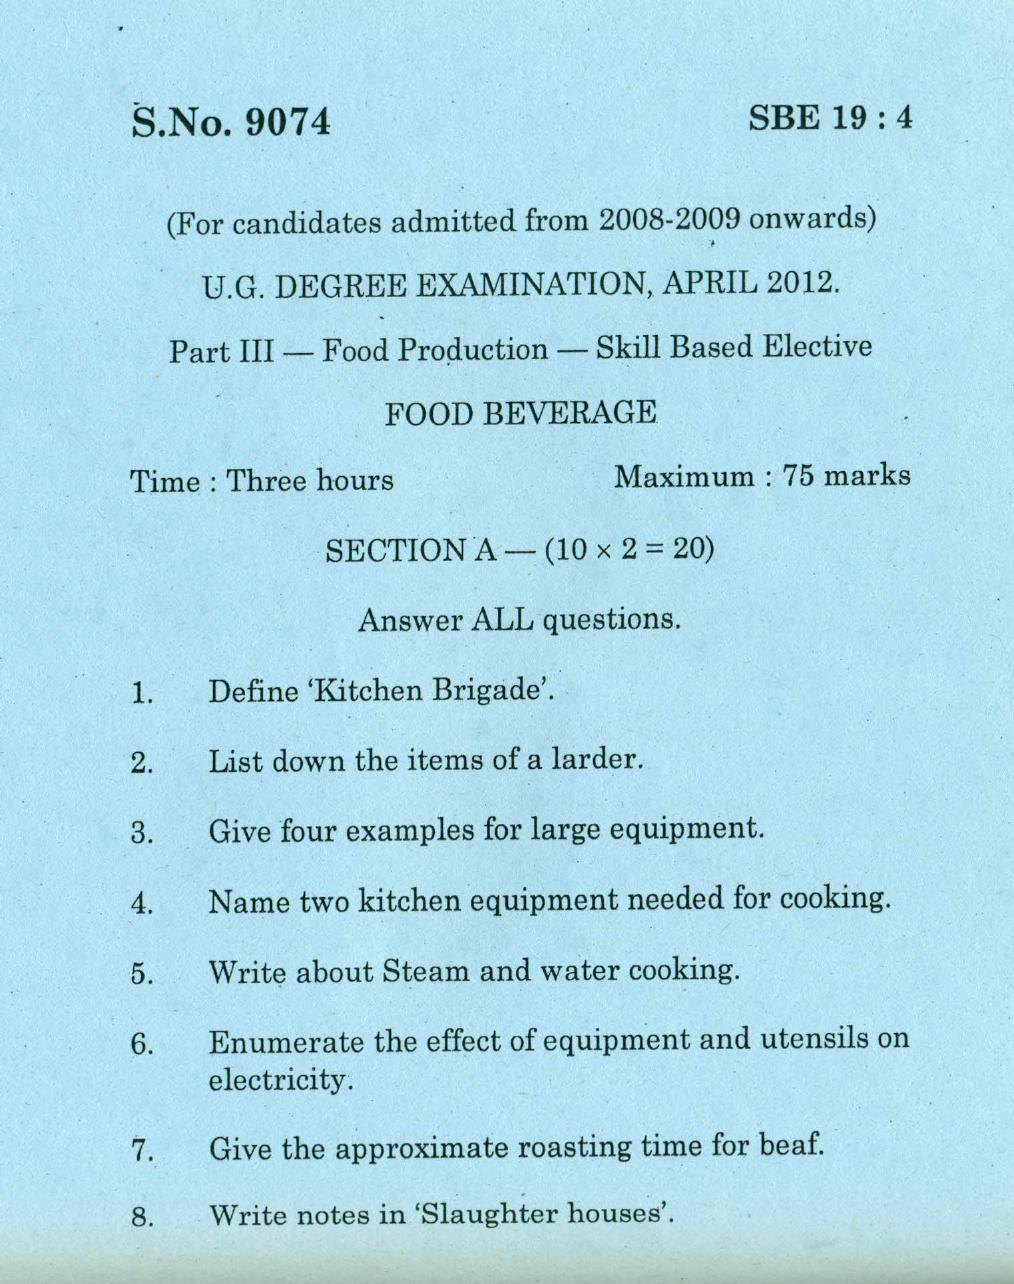 S.No. 9074 SBE 19 : 4
(For candidates admitted from 2008-2009 onwards)
U.G. DEGREE EXAMINATION, APRIL 2012.
Part III — Food Production — Skill Based Elective
FOOD BEVERAGE
Time : Three hours Maximum : 75 marks
SECTION A — (10 × 2 = 20)
Answer ALL questions.
1. Define ‘Kitchen Brigade’.
2. List down the items of a larder.
3. Give four examples for large equipment.
4. Name two kitchen equipment needed for cooking.
5. Write about Steam and water cooking.
6. Enumerate the effect of equipment and utensils on
electricity.
7. Give the approximate roasting time for beaf.
8. Write notes in ‘Slaughter houses’.